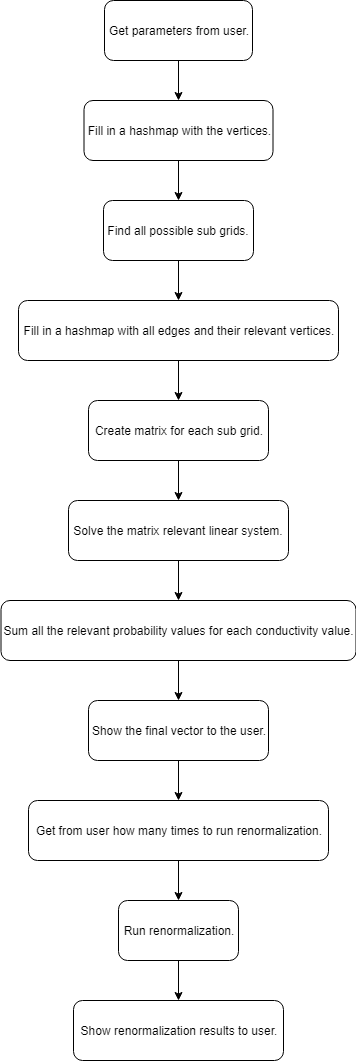 Get parameters from user.
Fill in a hashmap with the vertices.
Find all possible sub grids.
Fill in a hashmap with all edges and their relevant vertices.
Create matrix for each sub grid.
Solve the matrix relevant linear system.
Sum all the relevant probability values for each conductivity value.
Show the final vector to the user.
Get from user how many times to run renormalization.
Run renormalization.
Show renormalization results to user.